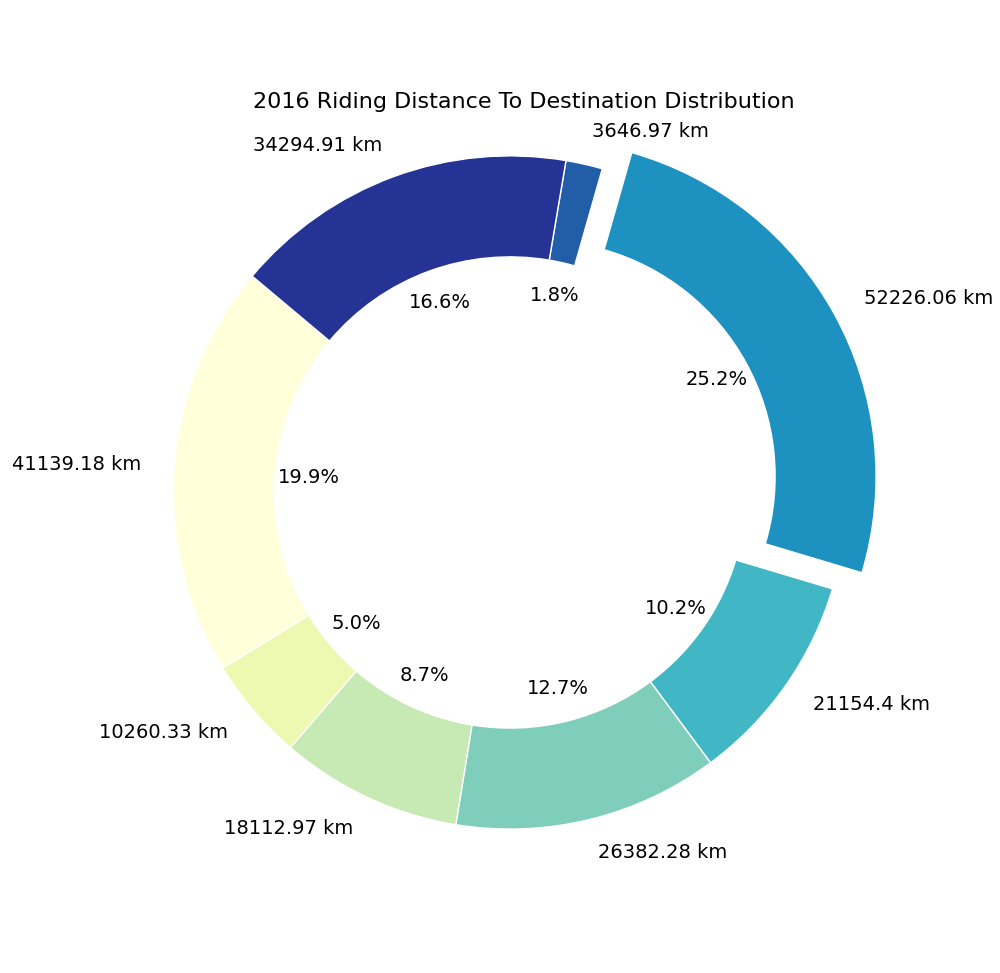 2016 Riding Distance To Destination Distribution
3646.97 km
34294.91 km
1.8%
16.6%
52226.06 km
25.2%
41139.18 km
19.9%
10.2%
5.0%
8.7%
12.7%
21154.4 km
10260.33 km
18112.97 km
26382.28 km